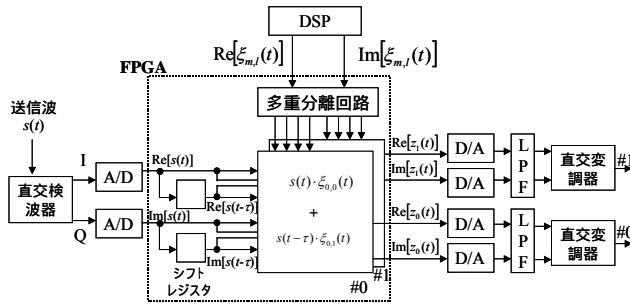 DSP
Re[ξm,l(t)]
Im[ξm,l(t)]
FPGA
多重分離回路
送信波
s(t)
I
Q
直交検
波器
A/D
A/D
Re[s(t)]
Re[s(t-τ)]
Im[s(t)]
Im[s(t-τ)]
シフト
レジスタ
s(t)·ξ0,0(t)
+
s(t−τ)·ξ0,1(t)
#0
#1
Re[z1(t)]
Im[z1(t)]
Re[z0(t)]
Im[z0(t)]
D/A
D/A
D/A
D/A
L
P
F
L
P
F
直交変
調器
#1
直交変
調器
#0